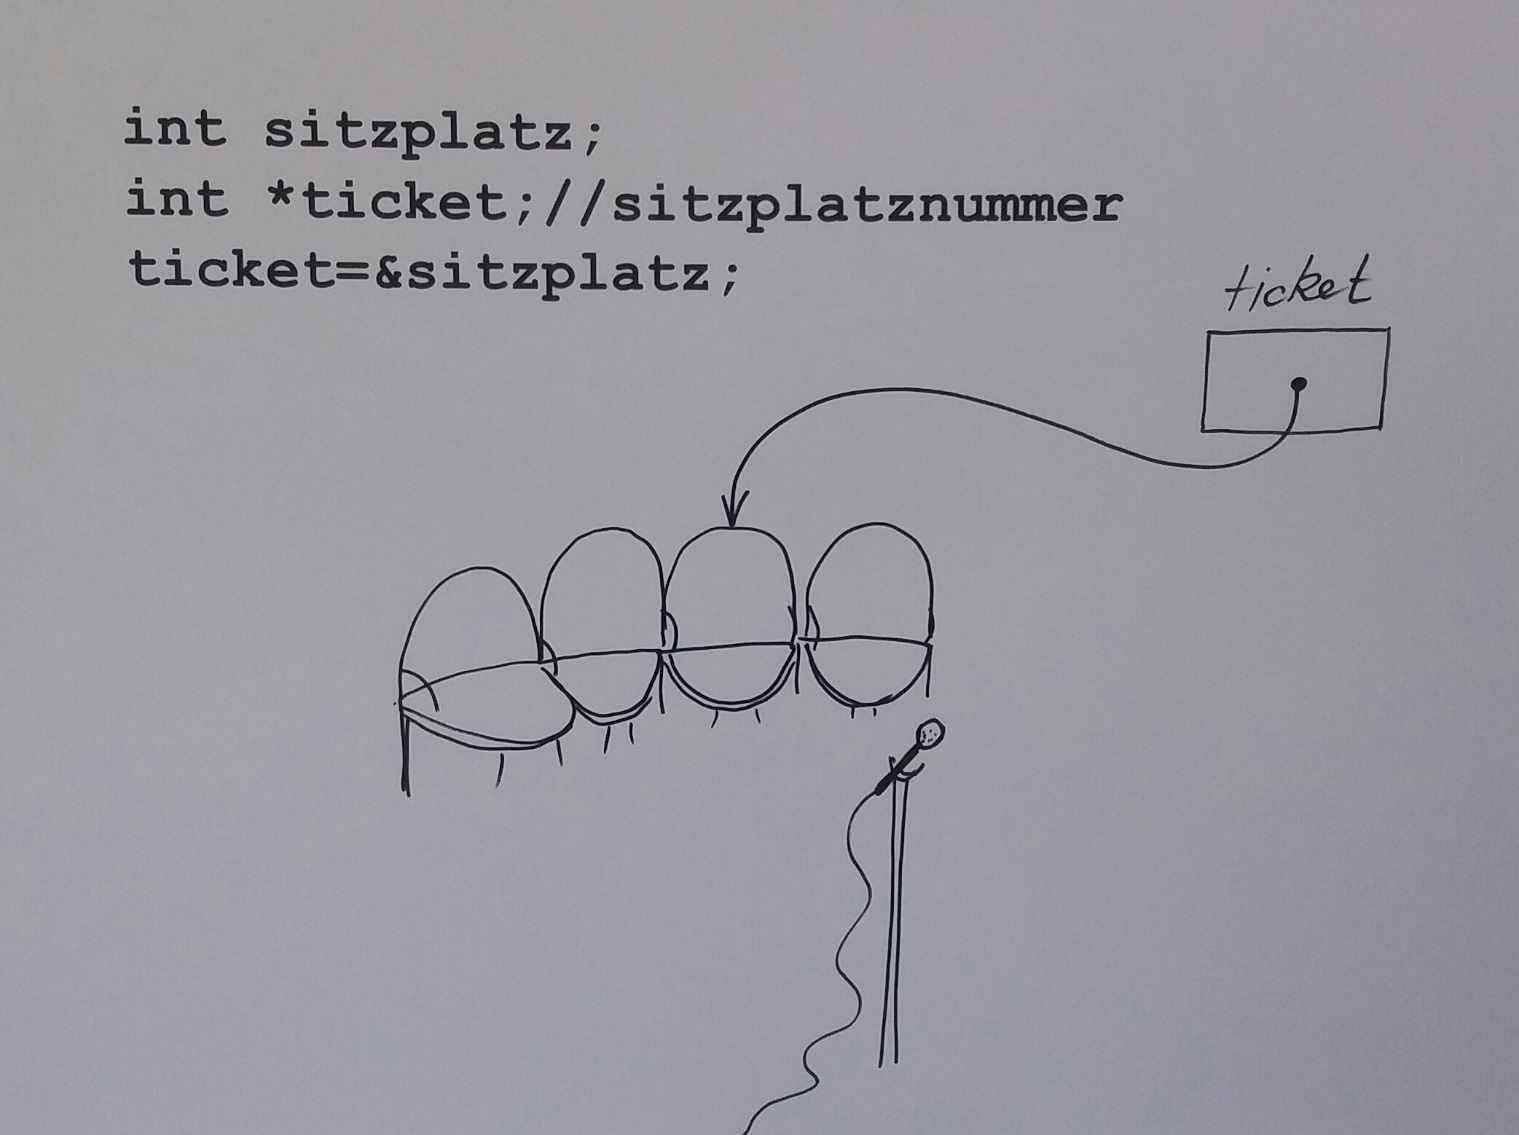 int sitzplatz;
int *ticket;//sitzplatznummer
ticket=&sitzplatz;
ticket